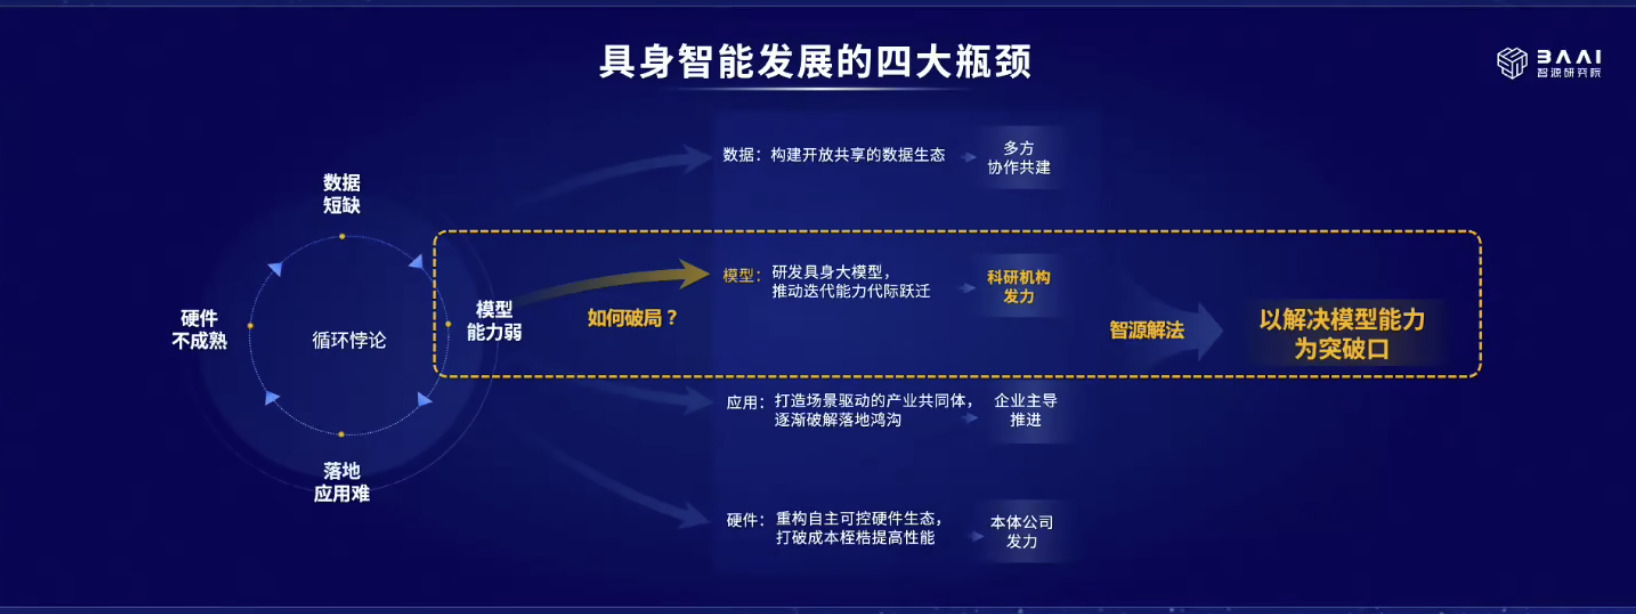 具身智能发展的四大瓶颈
BAAI
智源研究院
数据
短缺
硬件
不成熟
循环悖论
模型
能力弱
落地
应用难
数据：构建开放共享的数据生态
多方
协作共建
如何破局？
模型：研发具身大模型，
推动迭代能力代际跃迁
科研机构
发力
智源解法
以解决模型能力
为突破口
应用：打造场景驱动的产业共同体，
逐渐破解落地鸿沟
企业主导
推进
硬件：重构自主可控硬件生态，
打破成本桎梏提高性能
本体公司
发力